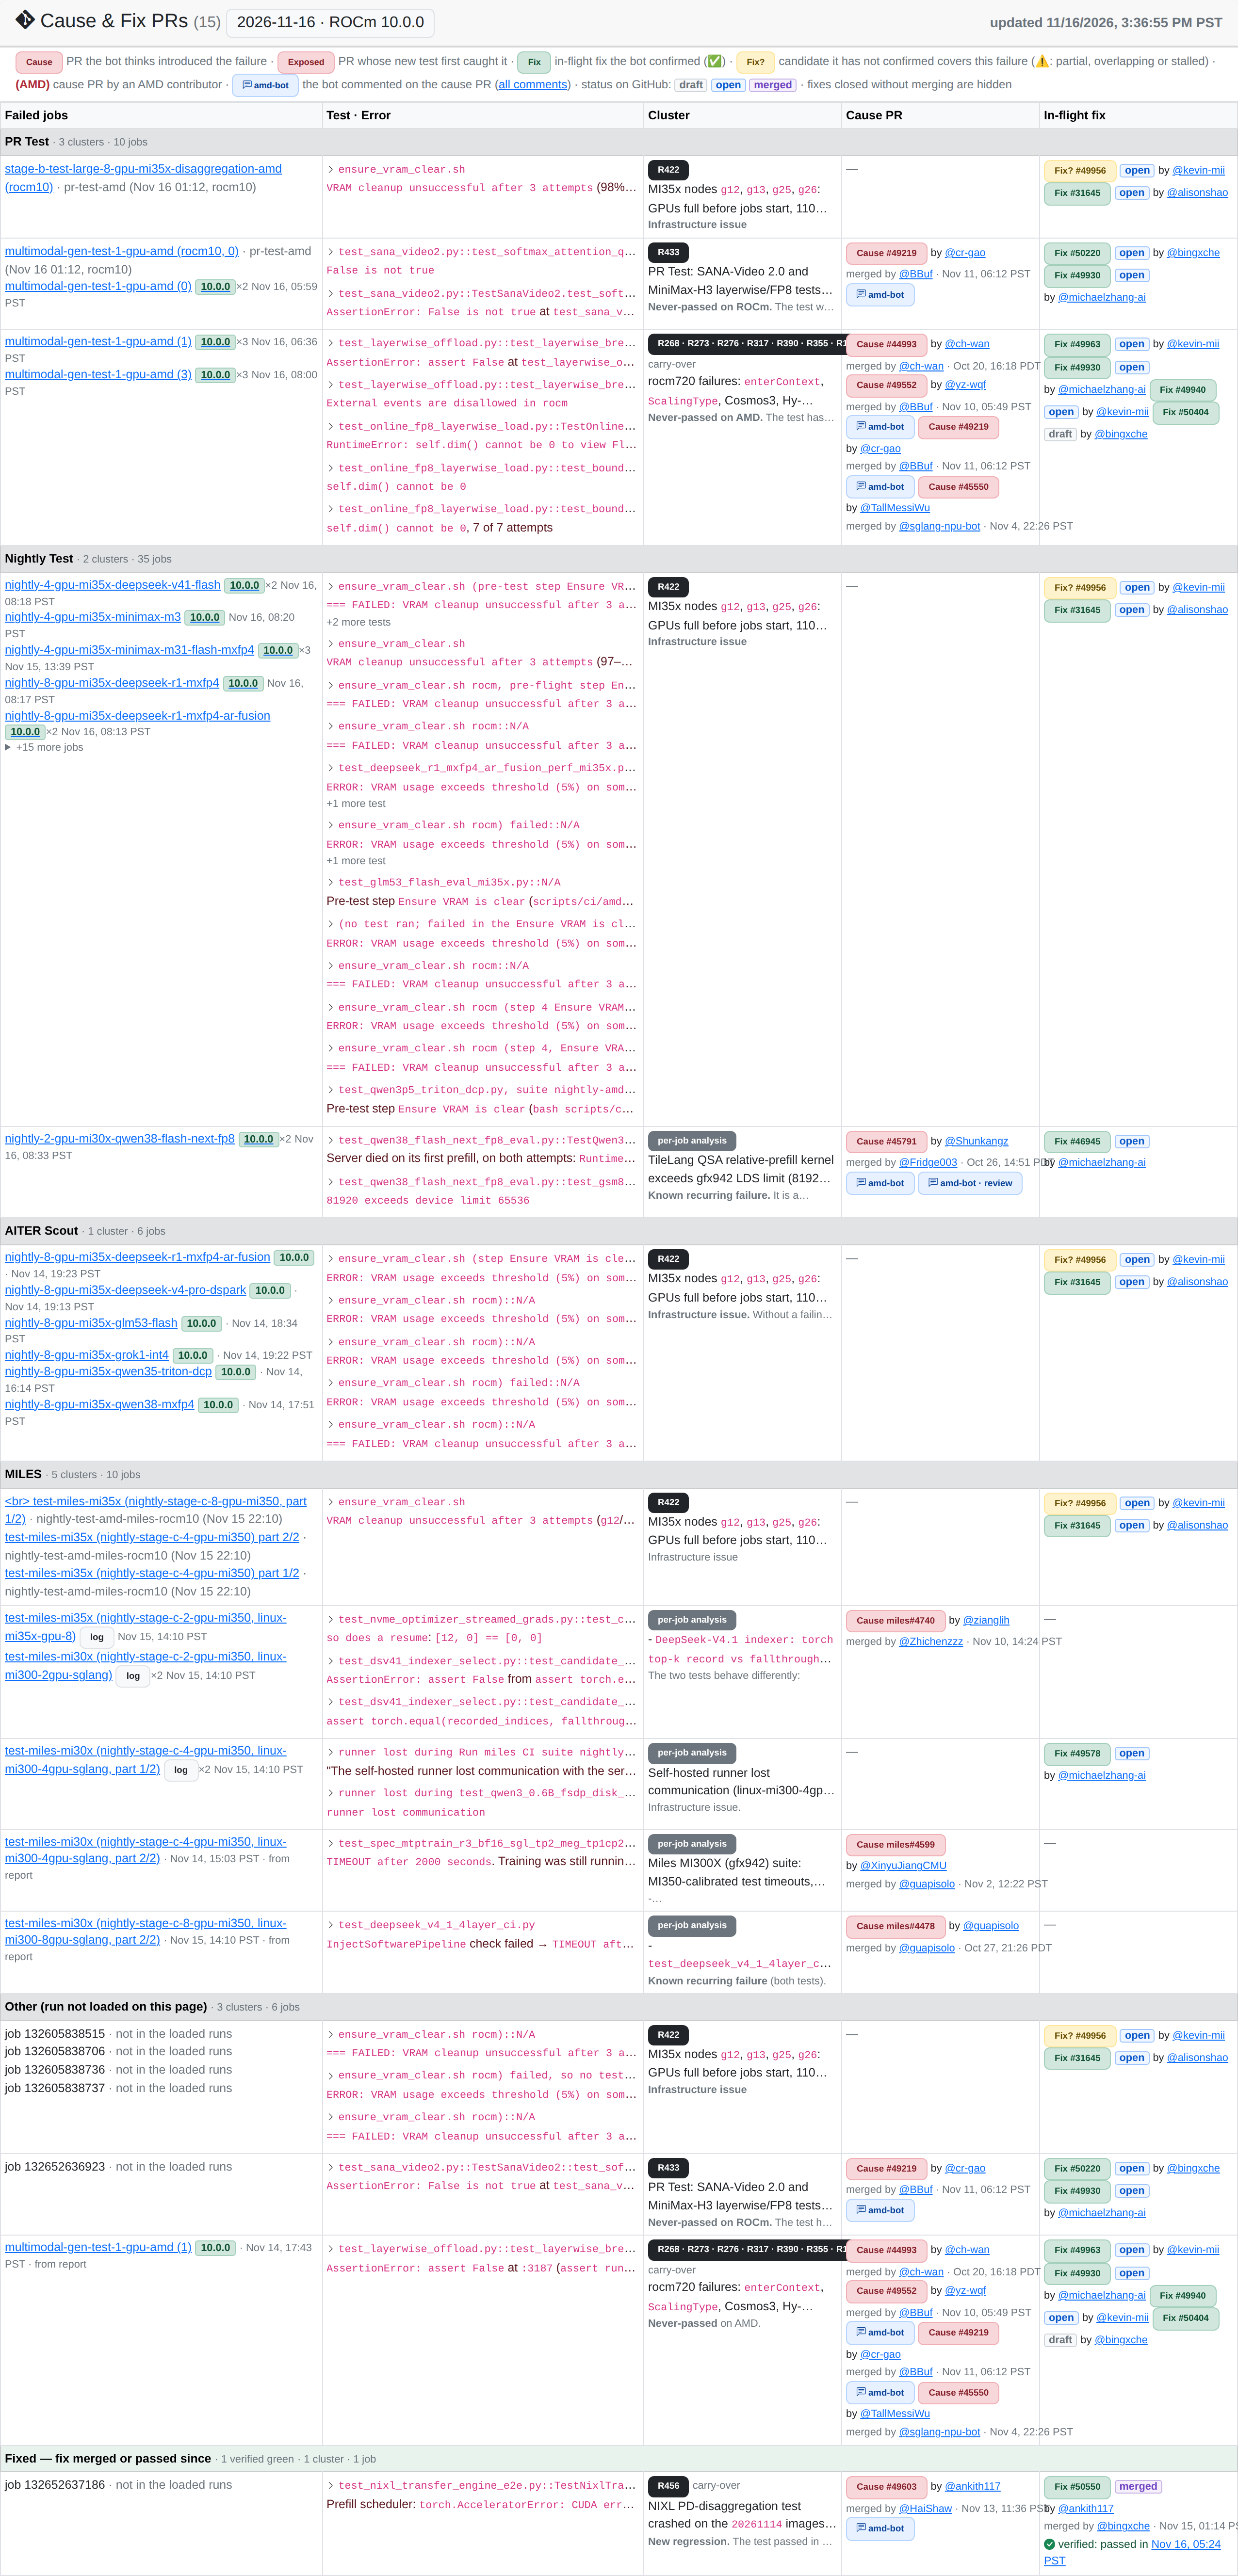 Cause & Fix PRs (15) 2026-11-16 · ROCm 10.0.0
updated 11/16/2026, 3:36:55 PM PST
Cause PR the bot thinks introduced the failure · Exposed PR whose new test first caught it · Fix in-flight fix the bot confirmed (✅) · Fix? candidate it has not confirmed covers this failure (⚠️: partial, overlapping or stalled) ·
(AMD) cause PR by an AMD contributor · amd-bot the bot commented on the cause PR (all comments) · status on GitHub: draft open merged · fixes closed without merging are hidden
Failed jobs
Test · Error
Cluster
Cause PR
In-flight fix
PR Test · 3 clusters · 10 jobs
stage-b-test-large-8-gpu-mi35x-disaggregation-amd
(rocm10) · pr-test-amd (Nov 16 01:12, rocm10)
ensure_vram_clear.sh
VRAM cleanup unsuccessful after 3 attempts (98%…
R422
MI35x nodes g12, g13, g25, g26:
GPUs full before jobs start, 110…
Infrastructure issue
—
Fix? #49956 open by @kevin-mii
Fix #31645 open by @alisonshao
multimodal-gen-test-1-gpu-amd (rocm10, 0) · pr-test-amd
(Nov 16 01:12, rocm10)
multimodal-gen-test-1-gpu-amd (0) 10.0.0 ×2 Nov 16, 05:59
PST
test_sana_video2.py::test_softmax_attention_q…
False is not true
test_sana_video2.py::TestSanaVideo2.test_soft…
AssertionError: False is not true at test_sana_v…
R433
PR Test: SANA-Video 2.0 and
MiniMax-H3 layerwise/FP8 tests…
Never-passed on ROCm. The test w…
Cause #49219 by @cr-gao
merged by @BBuf · Nov 11, 06:12 PST
amd-bot
Fix #50220 open by @bingxche
Fix #49930 open
by @michaelzhang-ai
multimodal-gen-test-1-gpu-amd (1) 10.0.0 ×3 Nov 16, 06:36
PST
multimodal-gen-test-1-gpu-amd (3) 10.0.0 ×3 Nov 16, 08:00
PST
test_layerwise_offload.py::test_layerwise_bre…
AssertionError: assert False at test_layerwise_o…
test_layerwise_offload.py::test_layerwise_bre…
External events are disallowed in rocm
test_online_fp8_layerwise_load.py::TestOnline…
RuntimeError: self.dim() cannot be 0 to view Fl…
test_online_fp8_layerwise_load.py::test_bound…
self.dim() cannot be 0
test_online_fp8_layerwise_load.py::test_bound…
self.dim() cannot be 0, 7 of 7 attempts
R268 · R273 · R276 · R317 · R390 · R355 · R1
carry-over
rocm720 failures: enterContext,
ScalingType, Cosmos3, Hy-…
Never-passed on AMD. The test has…
Cause #44993 by @ch-wan
merged by @ch-wan · Oct 20, 16:18 PDT
Cause #49552 by @yz-wqf
merged by @BBuf · Nov 10, 05:49 PST
amd-bot Cause #49219
by @cr-gao
merged by @BBuf · Nov 11, 06:12 PST
amd-bot Cause #45550
by @TallMessiWu
merged by @sglang-npu-bot · Nov 4, 22:26 PST
Fix #49963 open by @kevin-mii
Fix #49930 open
by @michaelzhang-ai Fix #49940
open by @kevin-mii Fix #50404
draft by @bingxche
Nightly Test · 2 clusters · 35 jobs
nightly-4-gpu-mi35x-deepseek-v41-flash 10.0.0 ×2 Nov 16,
08:18 PST
nightly-4-gpu-mi35x-minimax-m3 10.0.0 Nov 16, 08:20
PST
nightly-4-gpu-mi35x-minimax-m31-flash-mxfp4 10.0.0 ×3
Nov 15, 13:39 PST
nightly-8-gpu-mi35x-deepseek-r1-mxfp4 10.0.0 Nov 16,
08:17 PST
nightly-8-gpu-mi35x-deepseek-r1-mxfp4-ar-fusion
10.0.0 ×2 Nov 16, 08:13 PST
+15 more jobs
ensure_vram_clear.sh (pre-test step Ensure VR…
=== FAILED: VRAM cleanup unsuccessful after 3 a…
+2 more tests
ensure_vram_clear.sh
VRAM cleanup unsuccessful after 3 attempts (97–…
ensure_vram_clear.sh rocm, pre-flight step En…
=== FAILED: VRAM cleanup unsuccessful after 3 a…
ensure_vram_clear.sh rocm::N/A
=== FAILED: VRAM cleanup unsuccessful after 3 a…
test_deepseek_r1_mxfp4_ar_fusion_perf_mi35x.p…
ERROR: VRAM usage exceeds threshold (5%) on som…
+1 more test
ensure_vram_clear.sh rocm) failed::N/A
ERROR: VRAM usage exceeds threshold (5%) on som…
+1 more test
test_glm53_flash_eval_mi35x.py::N/A
Pre-test step Ensure VRAM is clear (scripts/ci/amd…
(no test ran; failed in the Ensure VRAM is cl…
ERROR: VRAM usage exceeds threshold (5%) on som…
ensure_vram_clear.sh rocm::N/A
=== FAILED: VRAM cleanup unsuccessful after 3 a…
ensure_vram_clear.sh rocm (step 4 Ensure VRAM…
ERROR: VRAM usage exceeds threshold (5%) on som…
ensure_vram_clear.sh rocm (step 4, Ensure VRA…
=== FAILED: VRAM cleanup unsuccessful after 3 a…
test_qwen3p5_triton_dcp.py, suite nightly-amd…
Pre-test step Ensure VRAM is clear (bash scripts/c…
R422
MI35x nodes g12, g13, g25, g26:
GPUs full before jobs start, 110…
Infrastructure issue
—
Fix? #49956 open by @kevin-mii
Fix #31645 open by @alisonshao
nightly-2-gpu-mi30x-qwen38-flash-next-fp8 10.0.0 ×2 Nov
16, 08:33 PST
test_qwen38_flash_next_fp8_eval.py::TestQwen3…
Server died on its first prefill, on both attempts: Runtime…
test_qwen38_flash_next_fp8_eval.py::test_gsm8…
81920 exceeds device limit 65536
per-job analysis
TileLang QSA relative-prefill kernel
exceeds gfx942 LDS limit (8192…
Known recurring failure. It is a…
Cause #45791 by @Shunkangz
merged by @Fridge003 · Oct 26, 14:51 PDT
amd-bot amd-bot · review
Fix #46945 open
by @michaelzhang-ai
AITER Scout · 1 cluster · 6 jobs
nightly-8-gpu-mi35x-deepseek-r1-mxfp4-ar-fusion 10.0.0
· Nov 14, 19:23 PST
nightly-8-gpu-mi35x-deepseek-v4-pro-dspark 10.0.0 ·
Nov 14, 19:13 PST
nightly-8-gpu-mi35x-glm53-flash 10.0.0 · Nov 14, 18:34
PST
nightly-8-gpu-mi35x-grok1-int4 10.0.0 · Nov 14, 19:22 PST
nightly-8-gpu-mi35x-qwen35-triton-dcp 10.0.0 · Nov 14,
16:14 PST
nightly-8-gpu-mi35x-qwen38-mxfp4 10.0.0 · Nov 14, 17:51
PST
ensure_vram_clear.sh (step Ensure VRAM is cle…
ERROR: VRAM usage exceeds threshold (5%) on som…
ensure_vram_clear.sh rocm)::N/A
ERROR: VRAM usage exceeds threshold (5%) on som…
ensure_vram_clear.sh rocm)::N/A
ERROR: VRAM usage exceeds threshold (5%) on som…
ensure_vram_clear.sh rocm) failed::N/A
ERROR: VRAM usage exceeds threshold (5%) on som…
ensure_vram_clear.sh rocm)::N/A
=== FAILED: VRAM cleanup unsuccessful after 3 a…
R422
MI35x nodes g12, g13, g25, g26:
GPUs full before jobs start, 110…
Infrastructure issue. Without a failin…
—
Fix? #49956 open by @kevin-mii
Fix #31645 open by @alisonshao
MILES · 5 clusters · 10 jobs
<br> test-miles-mi35x (nightly-stage-c-8-gpu-mi350, part
1/2) · nightly-test-amd-miles-rocm10 (Nov 15 22:10)
test-miles-mi35x (nightly-stage-c-4-gpu-mi350) part 2/2 ·
nightly-test-amd-miles-rocm10 (Nov 15 22:10)
test-miles-mi35x (nightly-stage-c-4-gpu-mi350) part 1/2 ·
nightly-test-amd-miles-rocm10 (Nov 15 22:10)
ensure_vram_clear.sh
VRAM cleanup unsuccessful after 3 attempts (g12/…
R422
MI35x nodes g12, g13, g25, g26:
GPUs full before jobs start, 110…
Infrastructure issue
—
Fix? #49956 open by @kevin-mii
Fix #31645 open by @alisonshao
test-miles-mi35x (nightly-stage-c-2-gpu-mi350, linux-
mi35x-gpu-8) log Nov 15, 14:10 PST
test-miles-mi30x (nightly-stage-c-2-gpu-mi350, linux-
mi300-2gpu-sglang) log ×2 Nov 15, 14:10 PST
test_nvme_optimizer_streamed_grads.py::test_c…
so does a resume: [12, 0] == [0, 0]
test_dsv41_indexer_select.py::test_candidate_…
AssertionError: assert False from assert torch.e…
test_dsv41_indexer_select.py::test_candidate_…
assert torch.equal(recorded_indices, fallthroug…
per-job analysis
- DeepSeek-V4.1 indexer: torch
top-k record vs fallthrough…
The two tests behave differently:
Cause miles#4740 by @zianglih
merged by @Zhichenzzz · Nov 10, 14:24 PST
—
test-miles-mi30x (nightly-stage-c-4-gpu-mi350, linux-
mi300-4gpu-sglang, part 1/2) log ×2 Nov 15, 14:10 PST
runner lost during Run miles CI suite nightly…
"The self-hosted runner lost communication with the ser…
runner lost during test_qwen3_0.6B_fsdp_disk_…
runner lost communication
per-job analysis
Self-hosted runner lost
communication (linux-mi300-4gp…
Infrastructure issue.
—
Fix #49578 open
by @michaelzhang-ai
test-miles-mi30x (nightly-stage-c-4-gpu-mi350, linux-
mi300-4gpu-sglang, part 2/2) · Nov 14, 15:03 PST · from
report
test_spec_mtptrain_r3_bf16_sgl_tp2_meg_tp1cp2…
TIMEOUT after 2000 seconds. Training was still runnin…
per-job analysis
Miles MI300X (gfx942) suite:
MI350-calibrated test timeouts,…
-…
Cause miles#4599
by @XinyuJiangCMU
merged by @guapisolo · Nov 2, 12:22 PST
—
test-miles-mi30x (nightly-stage-c-8-gpu-mi350, linux-
mi300-8gpu-sglang, part 2/2) · Nov 15, 14:10 PST · from
report
test_deepseek_v4_1_4layer_ci.py
InjectSoftwarePipeline check failed → TIMEOUT aft…
per-job analysis
-
test_deepseek_v4_1_4layer_c…
Known recurring failure (both tests).
Cause miles#4478 by @guapisolo
merged by @guapisolo · Oct 27, 21:26 PDT
—
Other (run not loaded on this page) · 3 clusters · 6 jobs
job 132605838515 · not in the loaded runs
job 132605838706 · not in the loaded runs
job 132605838736 · not in the loaded runs
job 132605838737 · not in the loaded runs
ensure_vram_clear.sh rocm)::N/A
=== FAILED: VRAM cleanup unsuccessful after 3 a…
ensure_vram_clear.sh rocm) failed, so no test…
ERROR: VRAM usage exceeds threshold (5%) on som…
ensure_vram_clear.sh rocm)::N/A
=== FAILED: VRAM cleanup unsuccessful after 3 a…
R422
MI35x nodes g12, g13, g25, g26:
GPUs full before jobs start, 110…
Infrastructure issue
—
Fix? #49956 open by @kevin-mii
Fix #31645 open by @alisonshao
job 132652636923 · not in the loaded runs
test_sana_video2.py::TestSanaVideo2::test_sof…
AssertionError: False is not true at test_sana_v…
R433
PR Test: SANA-Video 2.0 and
MiniMax-H3 layerwise/FP8 tests…
Never-passed on ROCm. The test h…
Cause #49219 by @cr-gao
merged by @BBuf · Nov 11, 06:12 PST
amd-bot
Fix #50220 open by @bingxche
Fix #49930 open
by @michaelzhang-ai
multimodal-gen-test-1-gpu-amd (1) 10.0.0 · Nov 14, 17:43
PST · from report
test_layerwise_offload.py::test_layerwise_bre…
AssertionError: assert False at :3187 (assert run…
R268 · R273 · R276 · R317 · R390 · R355 · R1
carry-over
rocm720 failures: enterContext,
ScalingType, Cosmos3, Hy-…
Never-passed on AMD.
Cause #44993 by @ch-wan
merged by @ch-wan · Oct 20, 16:18 PDT
Cause #49552 by @yz-wqf
merged by @BBuf · Nov 10, 05:49 PST
amd-bot Cause #49219
by @cr-gao
merged by @BBuf · Nov 11, 06:12 PST
amd-bot Cause #45550
by @TallMessiWu
merged by @sglang-npu-bot · Nov 4, 22:26 PST
Fix #49963 open by @kevin-mii
Fix #49930 open
by @michaelzhang-ai Fix #49940
open by @kevin-mii Fix #50404
draft by @bingxche
Fixed — fix merged or passed since · 1 verified green · 1 cluster · 1 job
job 132652637186 · not in the loaded runs
test_nixl_transfer_engine_e2e.py::TestNixlTra…
Prefill scheduler: torch.AcceleratorError: CUDA err…
R456 carry-over
NIXL PD-disaggregation test
crashed on the 20261114 images…
New regression. The test passed in …
Cause #49603 by @ankith117
merged by @HaiShaw · Nov 13, 11:36 PST
amd-bot
Fix #50550 merged
by @ankith117
merged by @bingxche · Nov 15, 01:14 PS
verified: passed in Nov 16, 05:24
PST